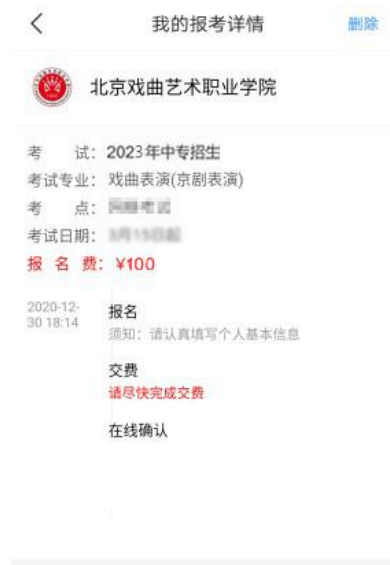 我的报考详情 删除
北京戏曲艺术职业学院
考 试: 2023年中专招生
考试专业: 戏曲表演(京剧表演)
考 点:
考试日期:
报 名 费: ¥100
2020-12-30 18:14
报名
须知: 请认真填写个人基本信息
交费
请尽快完成交费
在线确认